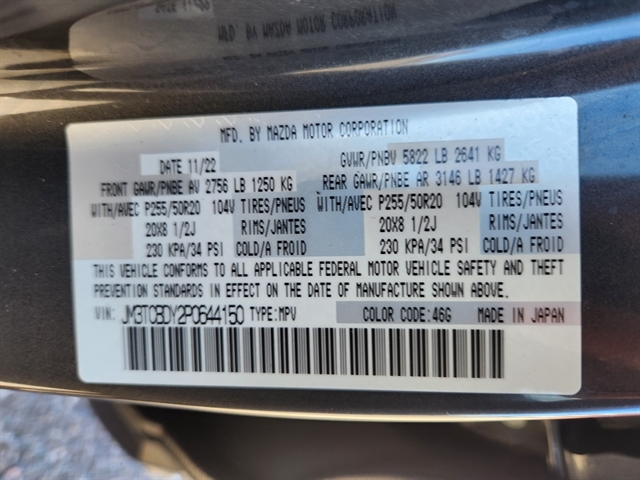 MFD. BY MAZDA MOTOR CORPORATION
DATE 11/22 GVWR/PNBV 5822 LB 2641 KG
FRONT GAWR/PNBE AV 2756 LB 1250 KG REAR GAWR/PNBE AR 3146 LB 1427 KG
WITH/AVEC P255/50R20 104V TIRES/PNEUS WITH/AVEC P255/50R20 104V TIRES/PNEUS
20X8 1/2J RIMS/JANTES 20X8 1/2J RIMS/JANTES
230 KPA/34 PSI COLD/A FROID 230 KPA/34 PSI COLD/A FROID
THIS VEHICLE CONFORMS TO ALL APPLICABLE FEDERAL MOTOR VEHICLE SAFETY AND THEFT
PREVENTION STANDARDS IN EFFECT ON THE DATE OF MANUFACTURE SHOWN ABOVE.
VIN: JM3TCBDY2P0644150 TYPE:MPV COLOR CODE:46G MADE IN JAPAN